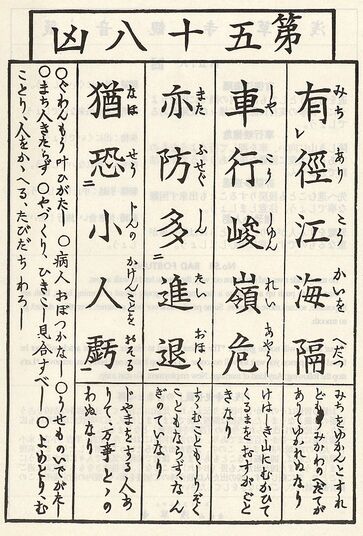 第五十八凶
有徑江海隔
みち あり こう かいを へだつ
車行峻嶺危
しや こう しゆん れい あやうし
亦防多進退
また ふせぐ しん たい おほく
猶恐小人虧
なほ せう じんの かけんことを おそる
みちをゆかんとすれ
どもうみかわのへだてが
ありてゆかれぬなり
けはしき山にむかひて
くるまをおすがごと
きなり
すゝむこともしりぞく
こともならずなん
ぎのていなり
じやまをする人あ
りて、万事とゝの
わぬなり
○ぐわんもう叶ひがたし ○病人おぼつかなし ○うせものいでがたし
○まち人きたらず ○やづくり、ひきこし見合すべし ○よめとり、む
ことり、人をかゝへる、たびだちわろし